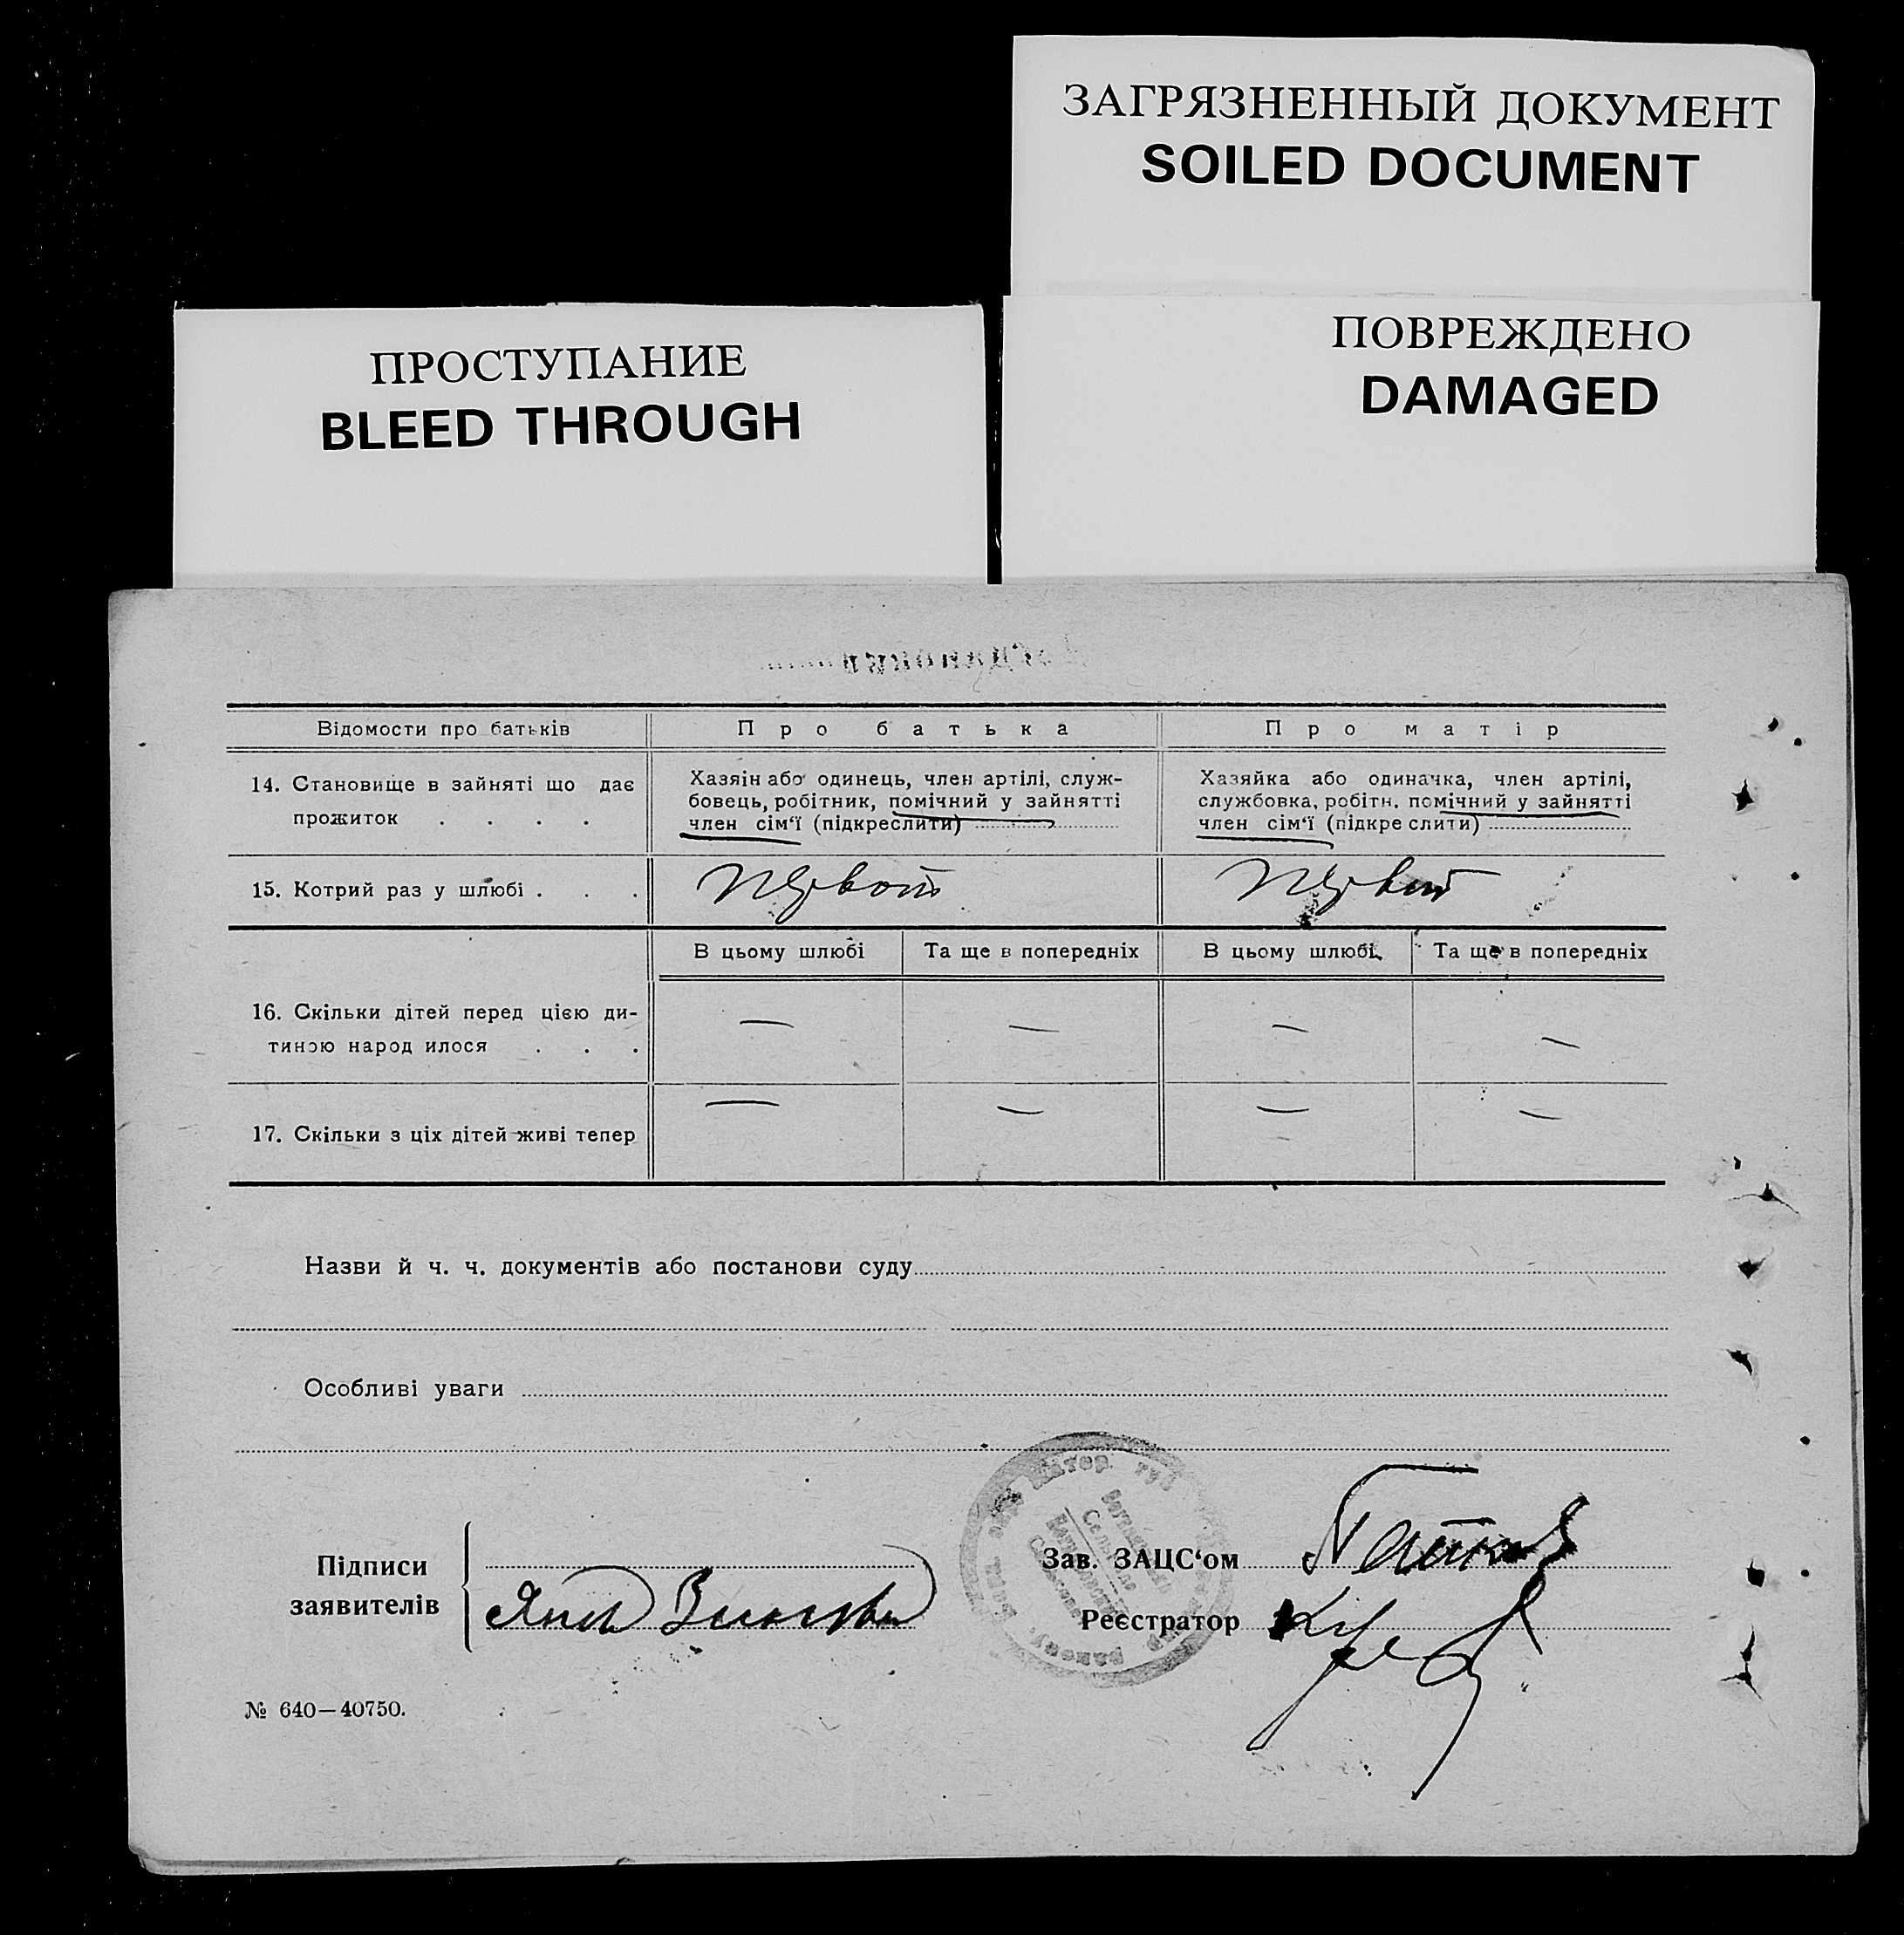 ЗАГРЯЗНЕННЫЙ ДОКУМЕНТ
SOILED DOCUMENT
ПРОСТУПАНИЕ
BLEED THROUGH
ПОВРЕЖДЕНО
DAMAGED
Відомости про батьків
Про батька
Про матір
14. Становище в зайняті що дає
прожиток . . . .
Хазяїн або одинець, член артілі, служ-
бовець, робітник, помічний у зайнятті
член сім‘ї (підкреслити)
Хазяйка або одиначка, член артілі,
службовка, робітн. помічний у зайнятті
член сім‘ї (підкреслити)
15. Котрий раз у шлюбі . . .
В цьому шлюбі
Та ще в попередніх
В цьому шлюбі
Та ще в попередніх
16. Скільки дітей перед цією ди-
тиною народилося . . .
— — — —
17. Скільки з ціх дітей живі тепер
— — — —
Назви й ч. ч. документів або постанови суду
Особливі уваги
Підписи
заявителів
Зав. ЗАЦС‘ом
Реєстратор
№ 640—40750.